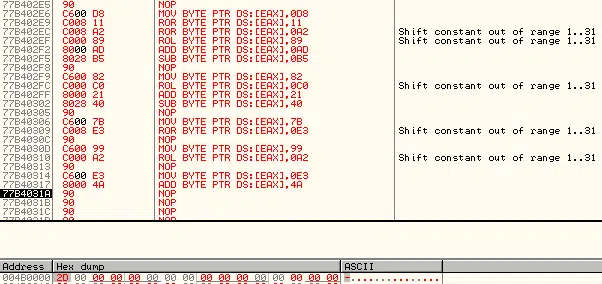 77B402E5 90 NOP
77B402E6 C600 D8 MOV BYTE PTR DS:[EAX],0D8
77B402E9 C008 11 ROR BYTE PTR DS:[EAX],11
77B402EC C008 A2 ROR BYTE PTR DS:[EAX],0A2 Shift constant out of range 1..31
77B402EF C000 89 ROL BYTE PTR DS:[EAX],89 Shift constant out of range 1..31
77B402F2 8000 AD ADD BYTE PTR DS:[EAX],0AD
77B402F5 8028 B5 SUB BYTE PTR DS:[EAX],0B5
77B402F8 90 NOP
77B402F9 C600 82 MOV BYTE PTR DS:[EAX],82
77B402FC C000 C0 ROL BYTE PTR DS:[EAX],0C0 Shift constant out of range 1..31
77B402FF 8000 21 ADD BYTE PTR DS:[EAX],21
77B40302 8028 40 SUB BYTE PTR DS:[EAX],40
77B40305 90 NOP
77B40306 C600 7B MOV BYTE PTR DS:[EAX],7B
77B40309 C008 E3 ROR BYTE PTR DS:[EAX],0E3 Shift constant out of range 1..31
77B4030C 90 NOP
77B4030D C600 99 MOV BYTE PTR DS:[EAX],99
77B40310 C000 A2 ROL BYTE PTR DS:[EAX],0A2 Shift constant out of range 1..31
77B40313 90 NOP
77B40314 C600 E3 MOV BYTE PTR DS:[EAX],0E3
77B40317 8000 4A ADD BYTE PTR DS:[EAX],4A
77B4031A 90 NOP
77B4031B 90 NOP
77B4031C 90 NOP
Address Hex dump ASCII
004B0000 2D 00 00 00 00 00 00 00 00 00 00 00 00 -............